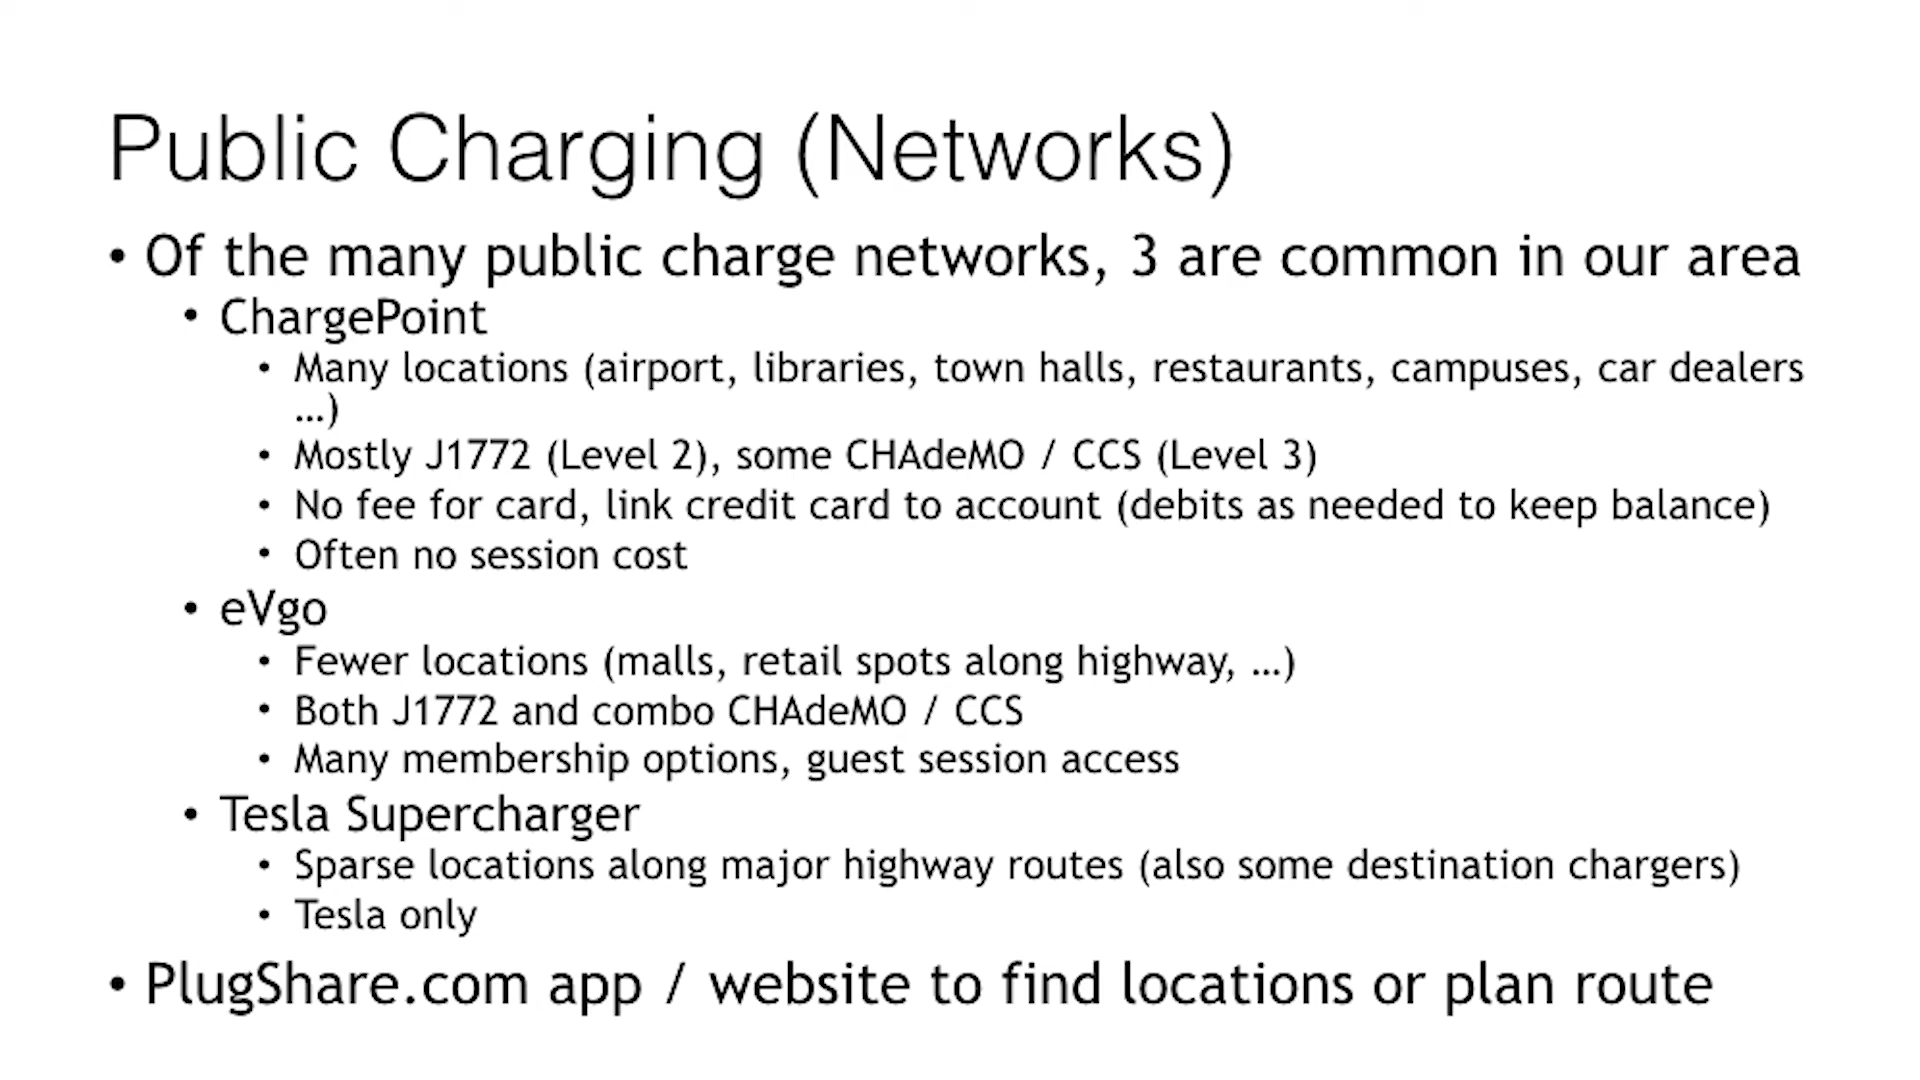 Public Charging (Networks)
• Of the many public charge networks, 3 are common in our area
• ChargePoint
• Many locations (airport, libraries, town halls, restaurants, campuses, car dealers
…)
• Mostly J1772 (Level 2), some CHAdeMO / CCS (Level 3)
• No fee for card, link credit card to account (debits as needed to keep balance)
• Often no session cost
• eVgo
• Fewer locations (malls, retail spots along highway, …)
• Both J1772 and combo CHAdeMO / CCS
• Many membership options, guest session access
• Tesla Supercharger
• Sparse locations along major highway routes (also some destination chargers)
• Tesla only
• PlugShare.com app / website to find locations or plan route